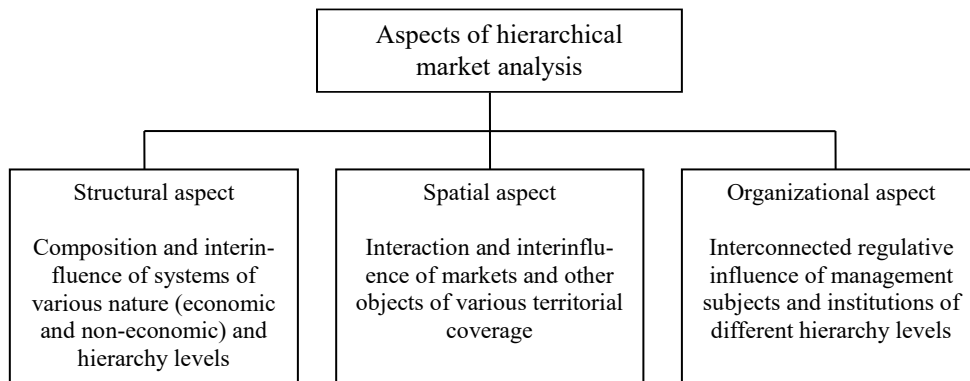 Aspects of hierarchical
market analysis
Structural aspect
Composition and interin-
fluence of systems of
various nature (economic
and non-economic) and
hierarchy levels
Spatial aspect
Interaction and interinflu-
ence of markets and other
objects of various territorial
coverage
Organizational aspect
Interconnected regulative
influence of management
subjects and institutions of
different hierarchy levels